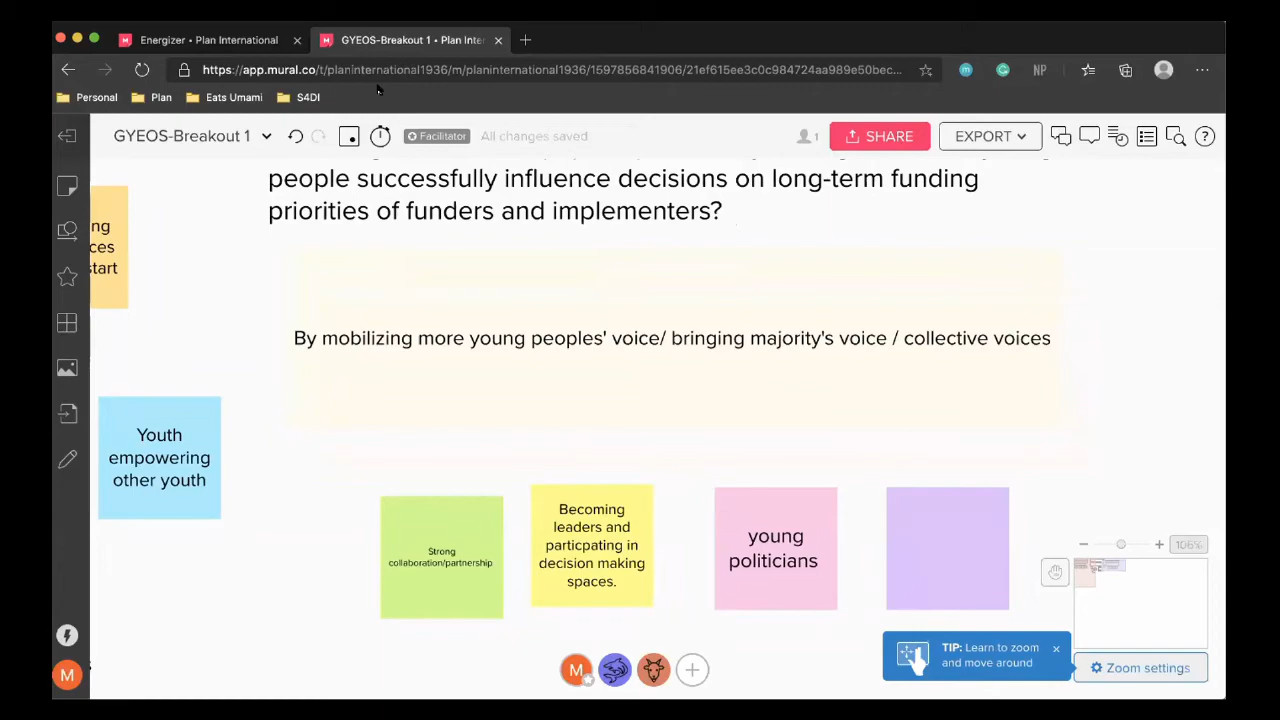 Energizer • Plan International
GYEOS-Breakout 1 • Plan Inte
https://app.mural.co/t/planinternational1936/m/planinternational1936/1597856841906/21ef615ee3c0c984724aa989e50bec...
NP
Personal
Plan
Eats Umami
S4DI
GYEOS-Breakout 1
Facilitator
All changes saved
1
SHARE
EXPORT
people successfully influence decisions on long-term funding
priorities of funders and implementers?
ng
ces
start
By mobilizing more young peoples' voice/ bringing majority's voice / collective voices
Youth
empowering
other youth
Strong
collaboration/partnership
Becoming
leaders and
particpating in
decision making
spaces.
young
politicians
106%
TIP: Learn to zoom
and move around
Zoom settings
M
M
s